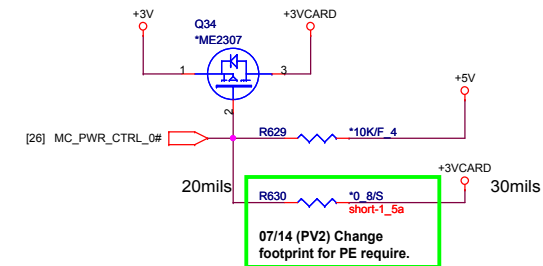 +3V
Q34
+3VCARD
*ME2307
1
3
2
+5V
[26] MC_PWR_CTRL_0#
R629
*10K/F_4
20mils
R630
*0_8/S
short-1_5a
+3VCARD
30mils
07/14 (PV2) Change
footprint for PE require.